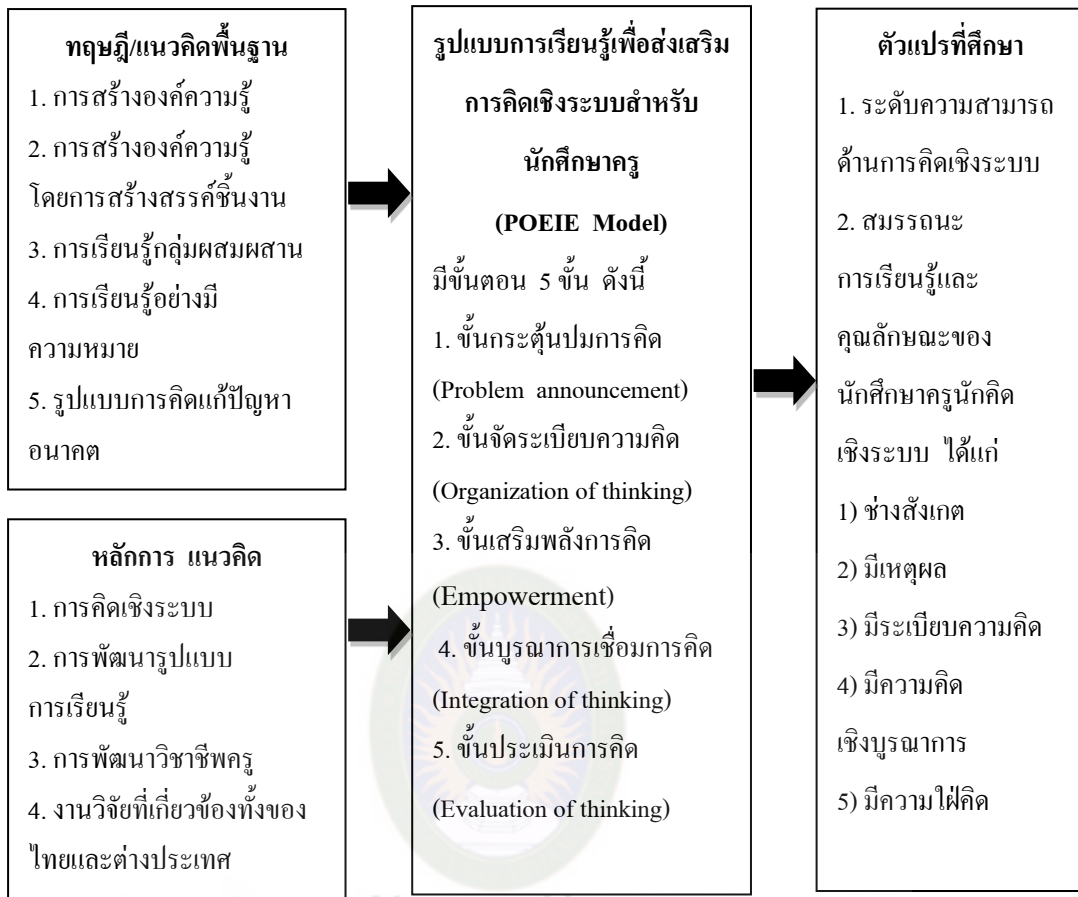 ทฤษฎี/แนวคิดพื้นฐาน
1. การสร้างองค์ความรู้
2. การสร้างองค์ความรู้
โดยการสร้างสรรค์ชิ้นงาน
3. การเรียนรู้กลุ่มผสมผสาน
4. การเรียนรู้อย่างมี
ความหมาย
5. รูปแบบการคิดแก้ปัญหา
อนาคต
หลักการ แนวคิด
1. การคิดเชิงระบบ
2. การพัฒนารูปแบบ
การเรียนรู้
3. การพัฒนาวิชาชีพครู
4. งานวิจัยที่เกี่ยวข้องทั้งของ
ไทยและต่างประเทศ
รูปแบบการเรียนรู้เพื่อส่งเสริม
การคิดเชิงระบบสำหรับ
นักศึกษาครู
(POEIE Model)
มีขั้นตอน 5 ขั้น ดังนี้
1. ขั้นกระตุ้นปมการคิด
(Problem announcement)
2. ขั้นจัดระเบียบความคิด
(Organization of thinking)
3. ขั้นเสริมพลังการคิด
(Empowerment)
4. ขั้นบูรณาการเชื่อมการคิด
(Integration of thinking)
5. ขั้นประเมินการคิด
(Evaluation of thinking)
ตัวแปรที่ศึกษา
1. ระดับความสามารถ
ด้านการคิดเชิงระบบ
2. สมรรถนะ
การเรียนรู้และ
คุณลักษณะของ
นักศึกษาครูนักคิด
เชิงระบบ ได้แก่
1) ช่างสังเกต
2) มีเหตุผล
3) มีระเบียบความคิด
4) มีความคิด
เชิงบูรณาการ
5) มีความใฝ่คิด